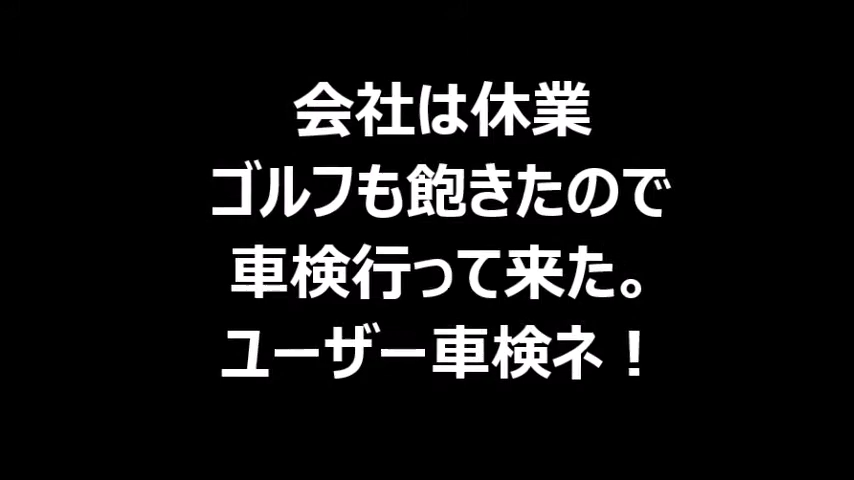 会社は休業
ゴルフも飽きたので
車検行って来た。
ユーザー車検ネ！